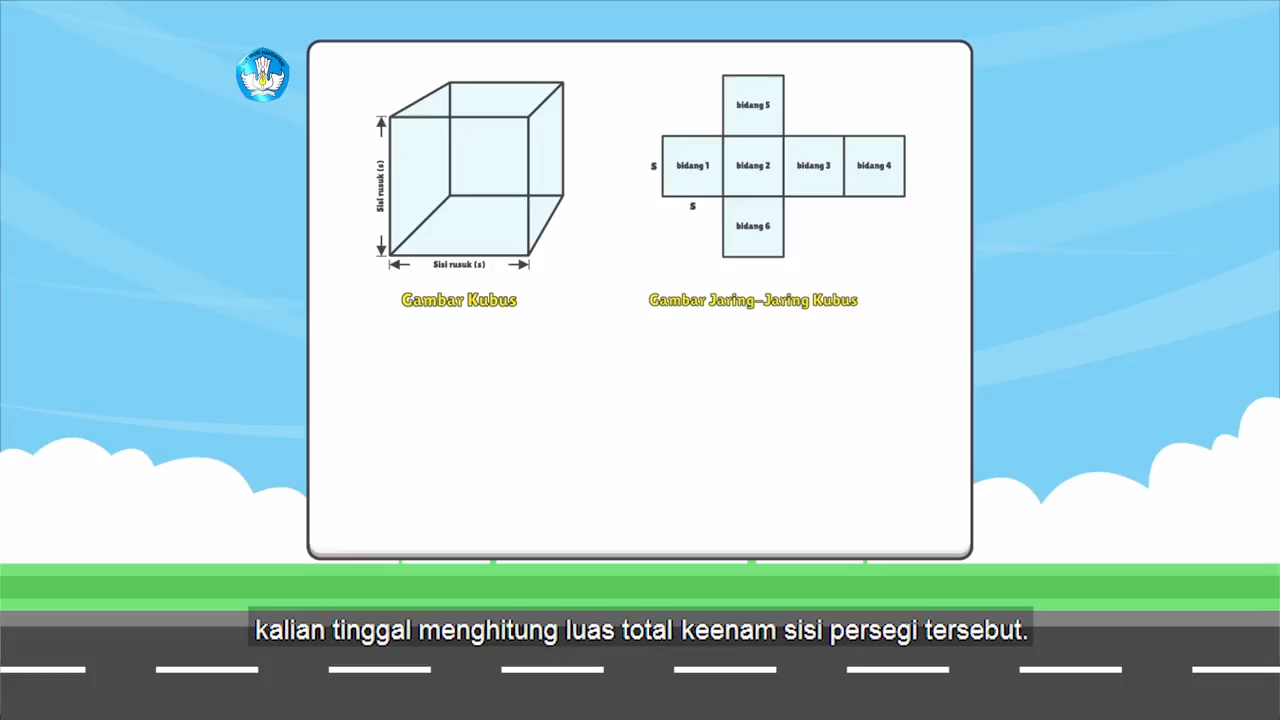 bidang 5
s
bidang 1
bidang 2
bidang 3
bidang 4
s
bidang 6
Sisi rusuk (s)
Sisi rusuk (s)
Gambar Kubus
Gambar Jaring-Jaring Kubus
kalian tinggal menghitung luas total keenam sisi persegi tersebut.